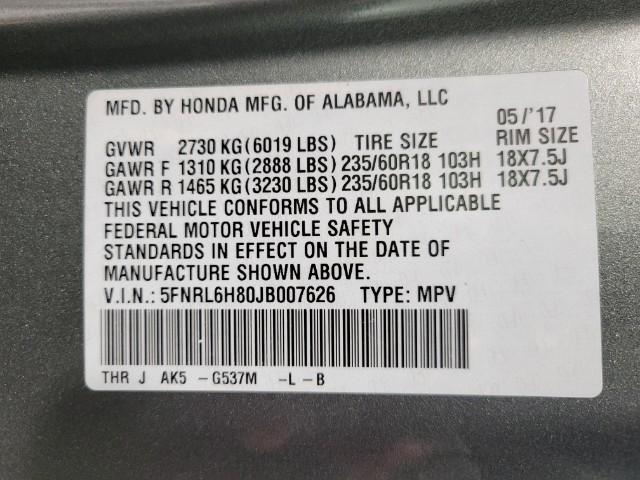 MFD. BY HONDA MFG. OF ALABAMA, LLC
05/'17
GVWR 2730 KG(6019 LBS) TIRE SIZE RIM SIZE
GAWR F 1310 KG(2888 LBS) 235/60R18 103H 18X7.5J
GAWR R 1465 KG(3230 LBS) 235/60R18 103H 18X7.5J
THIS VEHICLE CONFORMS TO ALL APPLICABLE
FEDERAL MOTOR VEHICLE SAFETY
STANDARDS IN EFFECT ON THE DATE OF
MANUFACTURE SHOWN ABOVE.
V.I.N.: 5FNRL6H80JB007626 TYPE: MPV
THR J AK5 -G537M -L-B